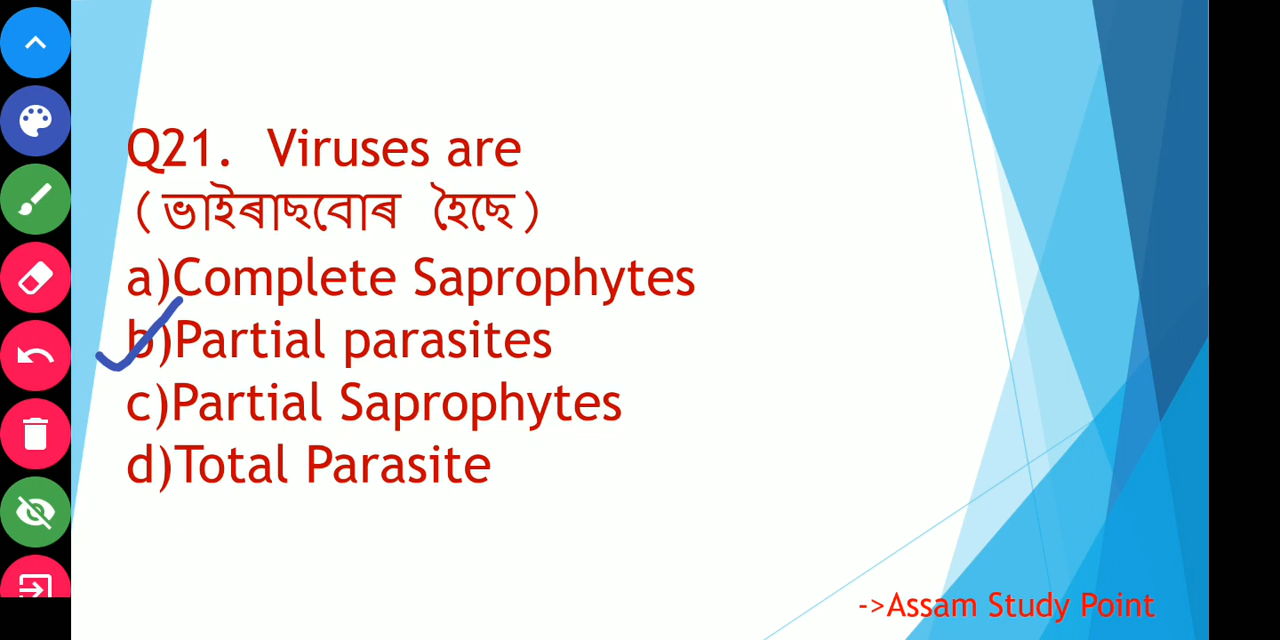 Q21.  Viruses are
(ভাইৰাছবোৰ হৈছে)
a)Complete Saprophytes
b)Partial parasites
c)Partial Saprophytes
d)Total Parasite
->Assam Study Point